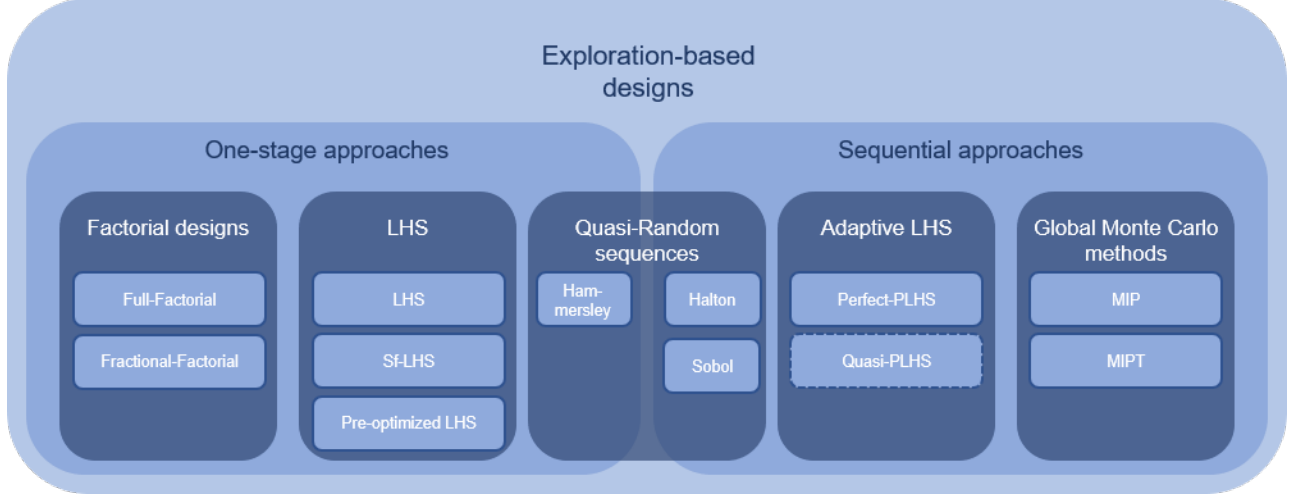 Exploration-based
designs
One-stage approaches
Sequential approaches
Factorial designs
Full-Factorial
Fractional-Factorial
LHS
LHS
Sf-LHS
Pre-optimized LHS
Quasi-Random
sequences
Ham-
mersley
Halton
Sobol
Adaptive LHS
Perfect-PLHS
Quasi-PLHS
Global Monte Carlo
methods
MIP
MIPT